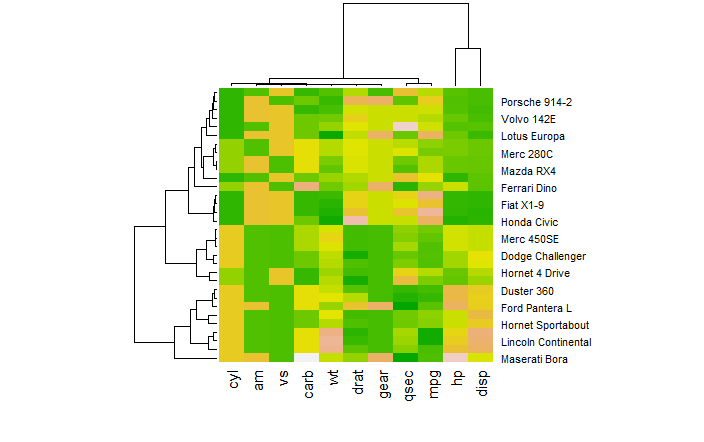 Porsche 914-2
Volvo 142E
Lotus Europa
Merc 280C
Mazda RX4
Ferrari Dino
Fiat X1-9
Honda Civic
Merc 450SE
Dodge Challenger
Hornet 4 Drive
Duster 360
Ford Pantera L
Hornet Sportabout
Lincoln Continental
Maserati Bora
cyl am vs carb wt drat gear qsec mpg hp disp